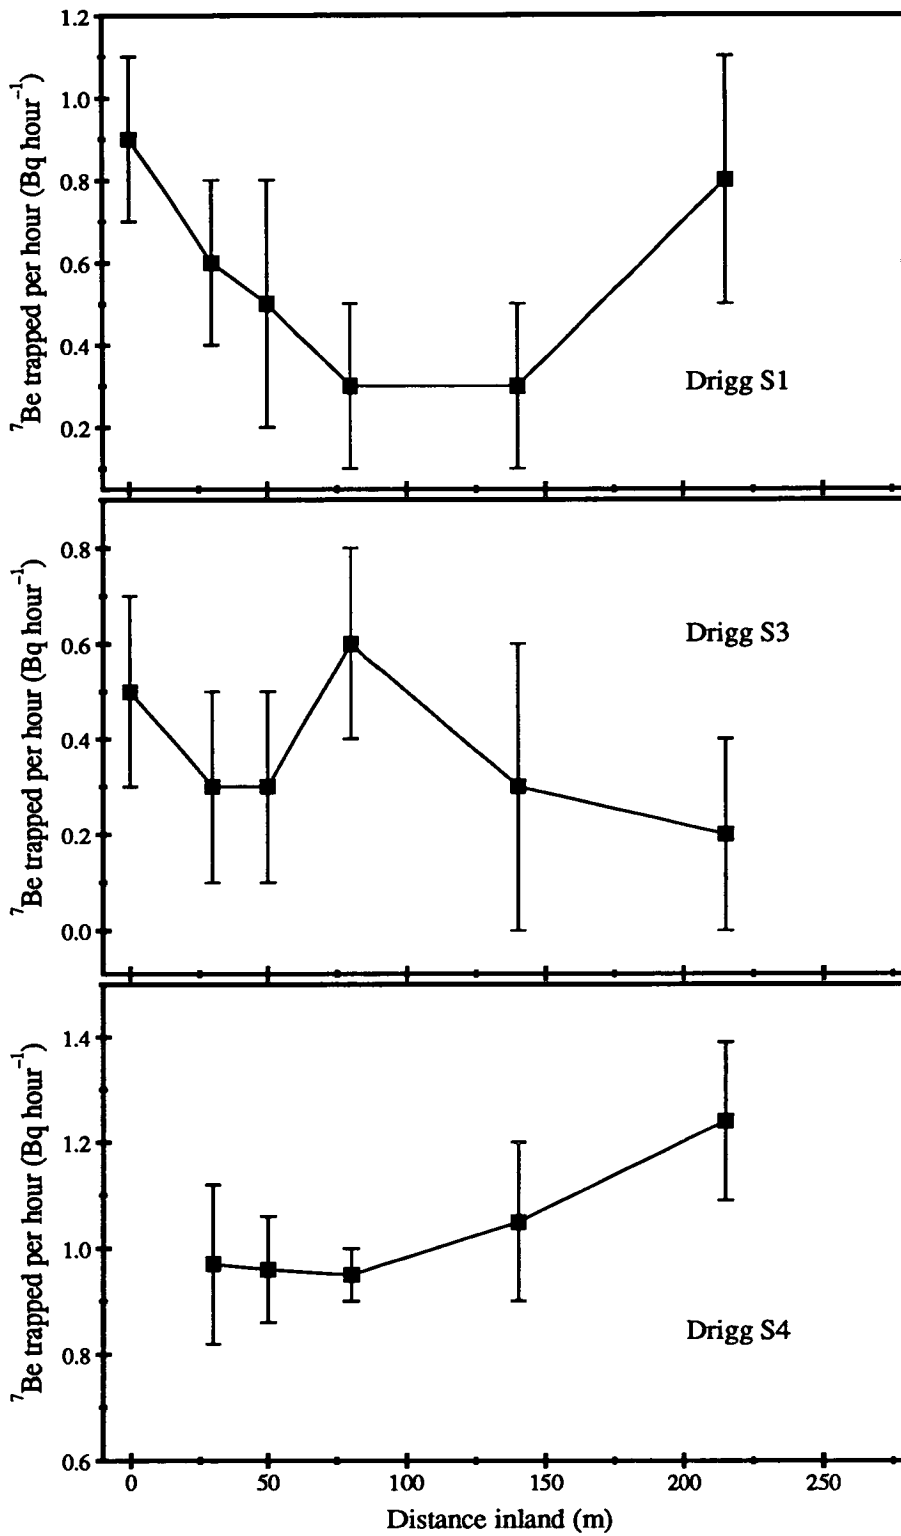 1.2
1.0
0.8
0.6
0.4
0.2
⁷Be trapped per hour (Bq hour⁻¹)
Drigg S1
0.8
0.6
0.4
0.2
0.0
⁷Be trapped per hour (Bq hour⁻¹)
Drigg S3
1.4
1.2
1.0
0.8
0.6
⁷Be trapped per hour (Bq hour⁻¹)
Drigg S4
0 50 100 150 200 250
Distance inland (m)